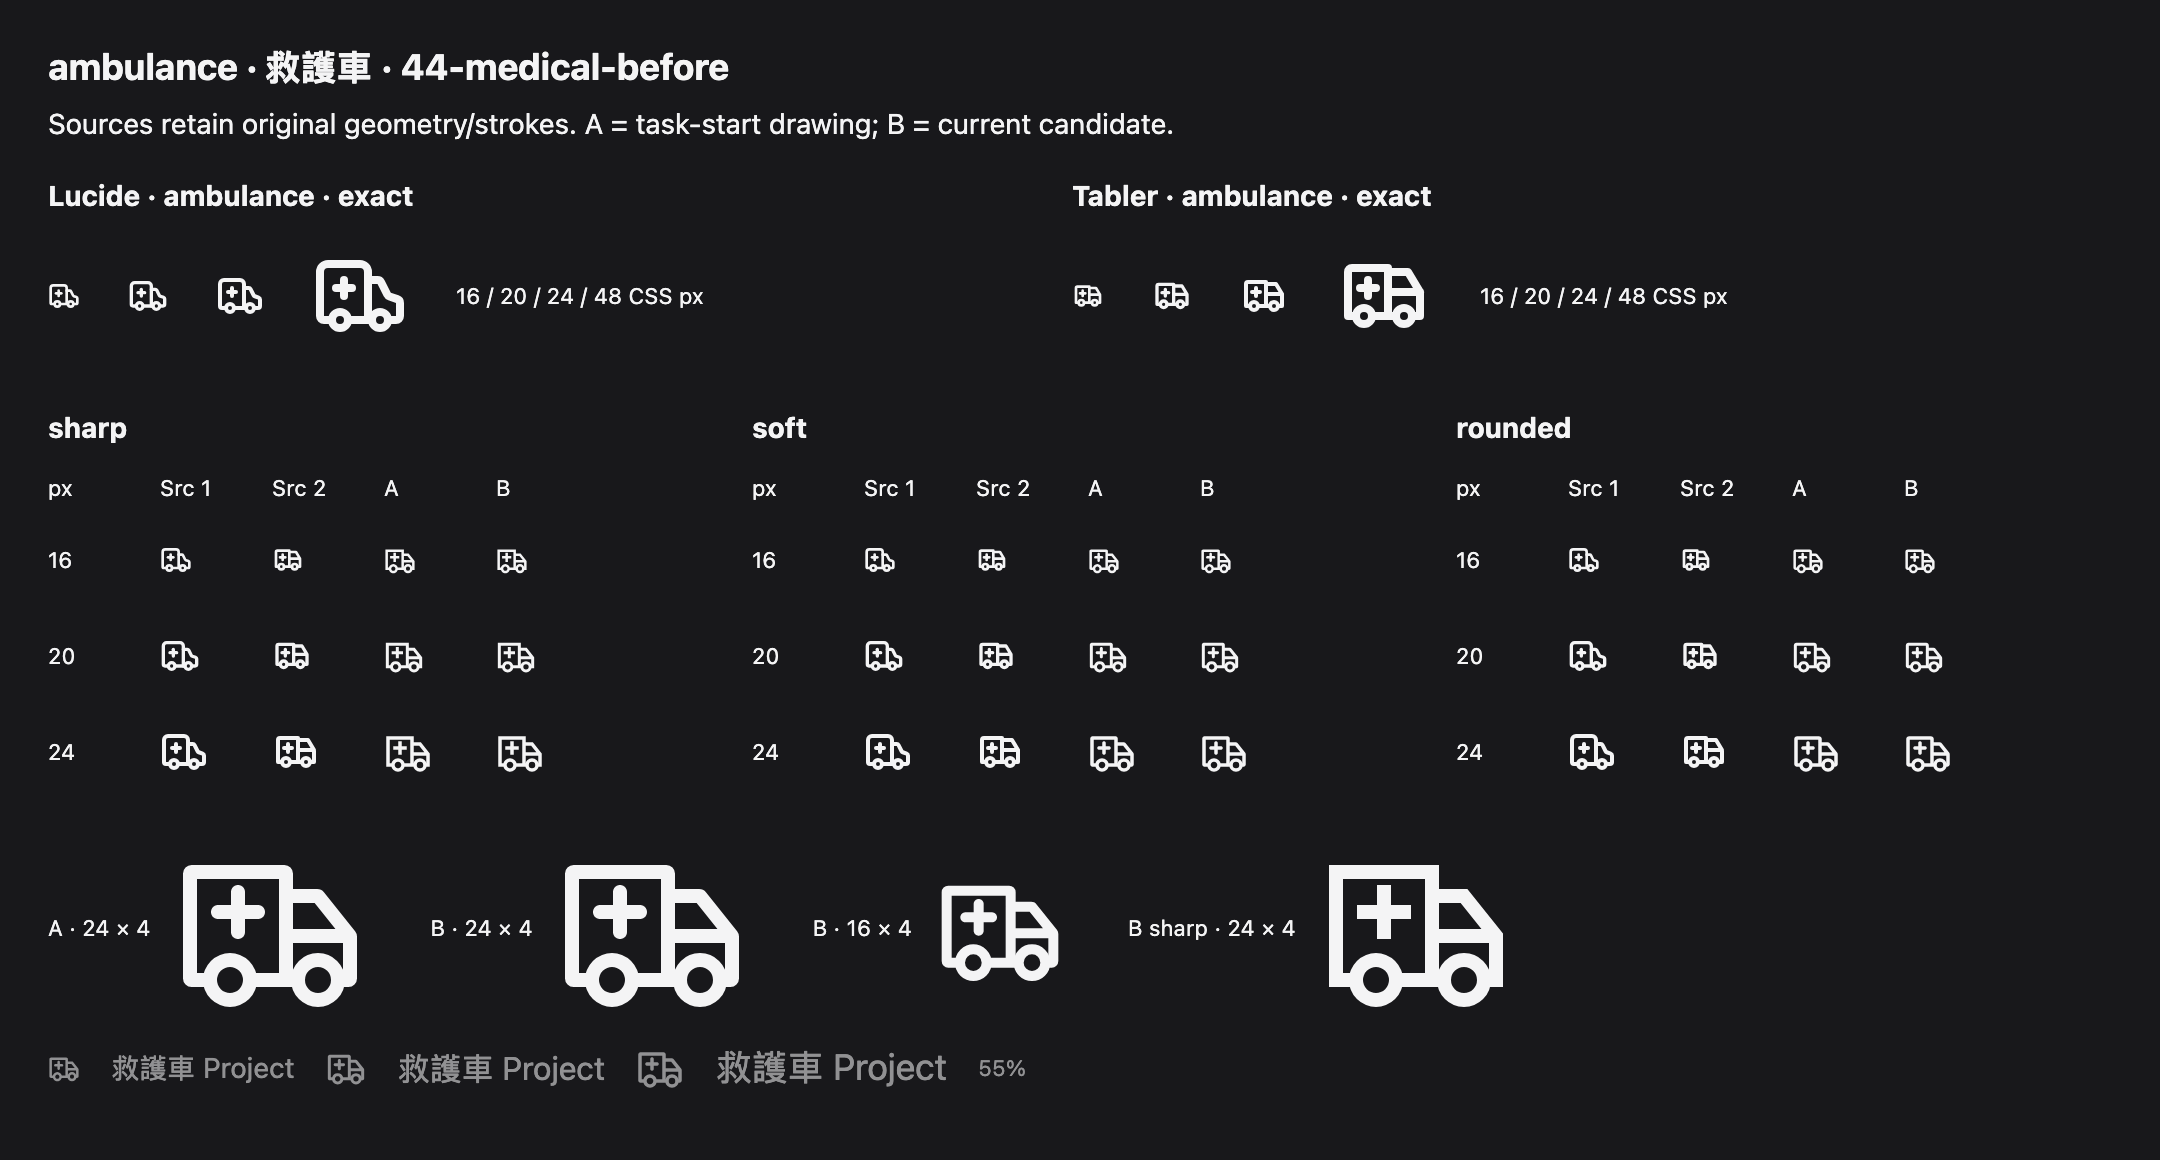 ambulance · 救護車 · 44-medical-before
Sources retain original geometry/strokes. A = task-start drawing; B = current candidate.
Lucide · ambulance · exact
16 / 20 / 24 / 48 CSS px
Tabler · ambulance · exact
16 / 20 / 24 / 48 CSS px
sharp
px Src 1 Src 2 A B
16
20
24
soft
px Src 1 Src 2 A B
16
20
24
rounded
px Src 1 Src 2 A B
16
20
24
A · 24 × 4
B · 24 × 4
B · 16 × 4
B sharp · 24 × 4
救護車 Project 救護車 Project 救護車 Project 55%